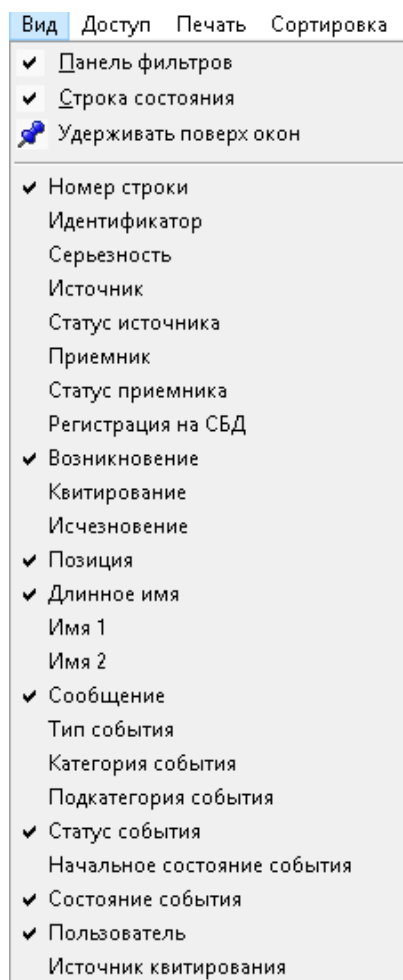 Вид Доступ Печать Сортировка
Панель фильтров
Строка состояния
Удерживать поверх окон
Номер строки
Идентификатор
Серьезность
Источник
Статус источника
Приемник
Статус приемника
Регистрация на СБД
Возникновение
Квитирование
Исчезновение
Позиция
Длинное имя
Имя 1
Имя 2
Сообщение
Тип события
Категория события
Подкатегория события
Статус события
Начальное состояние события
Состояние события
Пользователь
Источник квитирования